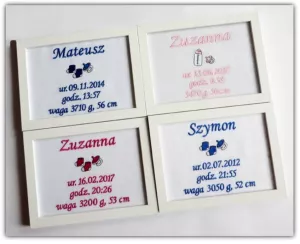 Mateusz
ur. 09.11.2014
godz. 13:57
waga 3710 g, 56 cm
Zuzanna
Zuzanna
ur. 16.02.2017
godz. 20:26
waga 3200 g, 53 cm
Szymon
ur. 02.07.2012
godz. 21:55
waga 3050 g, 52 cm